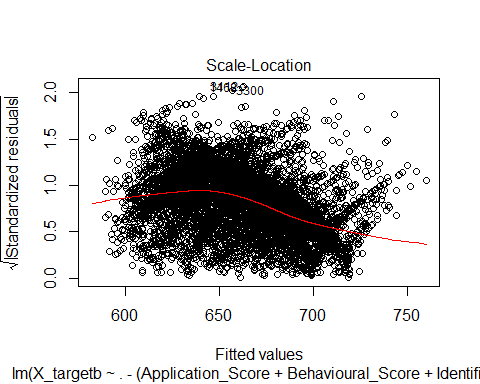 Scale-Location
√|Standardized residuals|
2.0
1.5
1.0
0.5
0.0
600
650
700
750
Fitted values
lm(X_targetb ~ . - (Application_Score + Behavioural_Score + Identifi